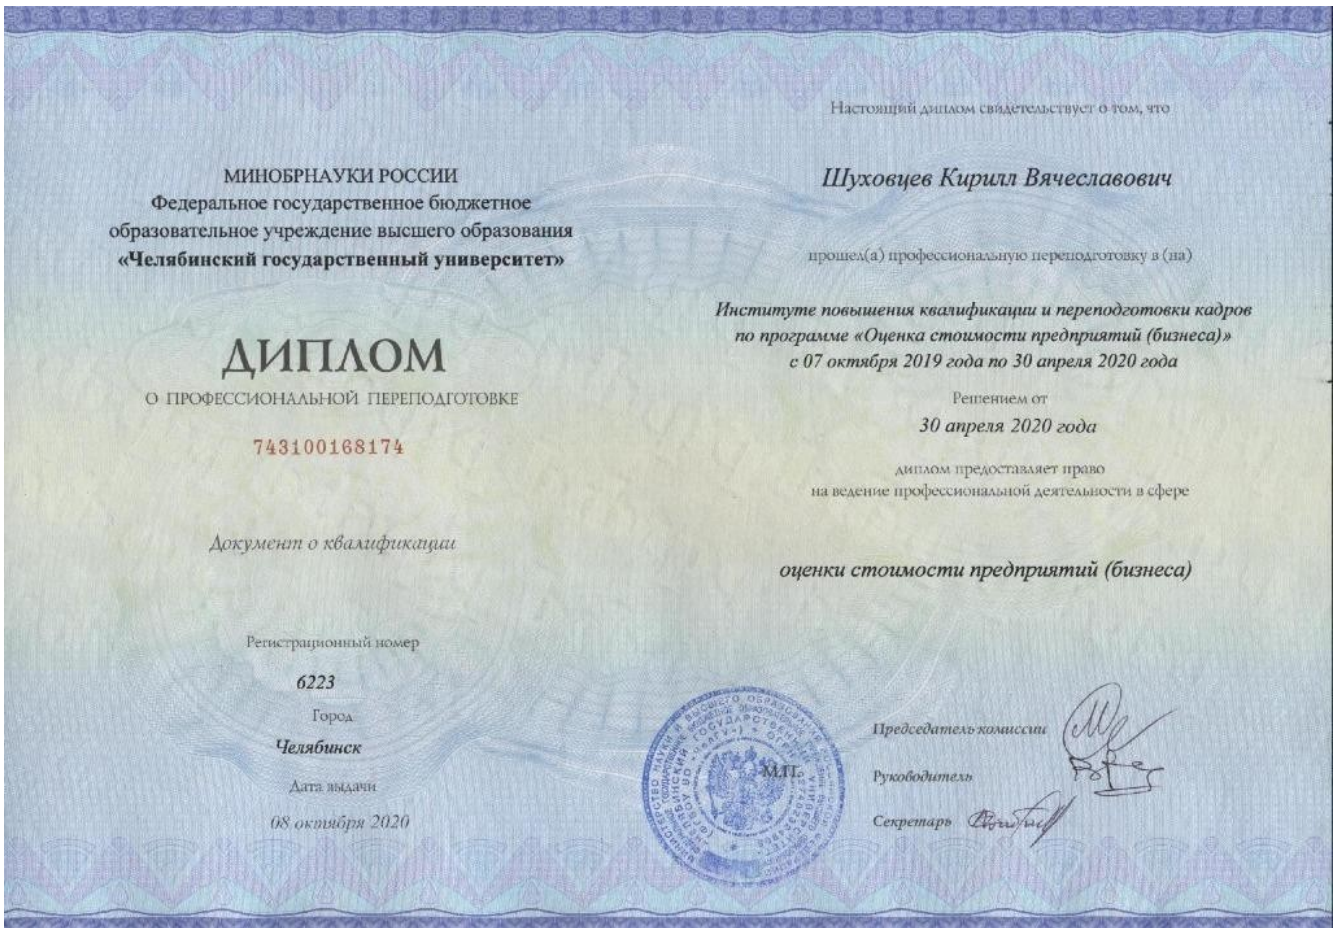 МИНОБРНАУКИ РОССИИ
Федеральное государственное бюджетное
образовательное учреждение высшего образования
«Челябинский государственный университет»
ДИПЛОМ
О ПРОФЕССИОНАЛЬНОЙ ПЕРЕПОДГОТОВКЕ
743100168174
Документ о квалификации
Регистрационный номер
6223
Город
Челябинск
Дата выдачи
08 октября 2020
Настоящий диплом свидетельствует о том, что
Шуховцев Кирилл Вячеславович
прошел(а) профессиональную переподготовку в (на)
Институте повышения квалификации и переподготовки кадров
по программе «Оценка стоимости предприятий (бизнеса)»
с 07 октября 2019 года по 30 апреля 2020 года
Решением от
30 апреля 2020 года
диплом предоставляет право
на ведение профессиональной деятельности в сфере
оценки стоимости предприятий (бизнеса)
М.П.
Председатель комиссии
Руководитель
Секретарь